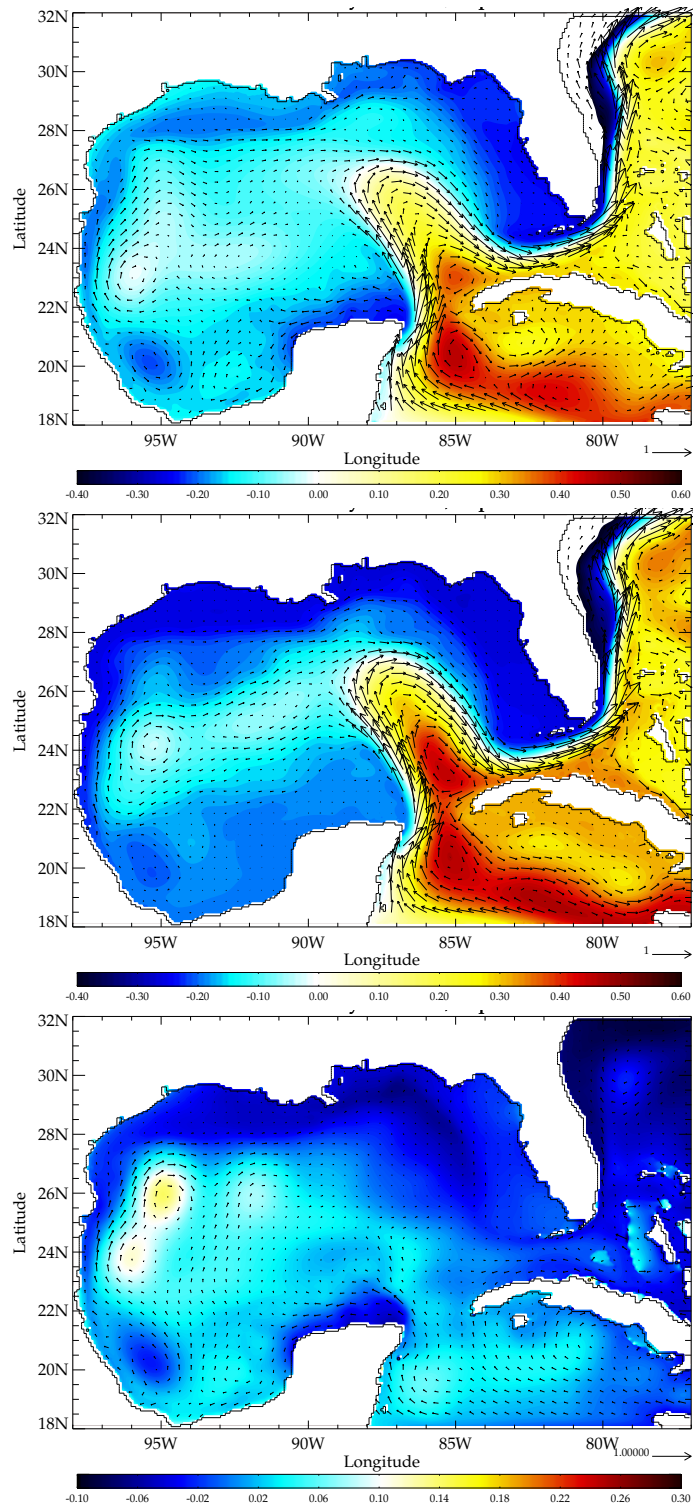 32N
30N
28N
26N
24N
22N
20N
18N
Latitude
95W 90W 85W 80W
Longitude
1
-0.40 -0.30 -0.20 -0.10 0.00 0.10 0.20 0.30 0.40 0.50 0.60
32N
30N
28N
26N
24N
22N
20N
18N
Latitude
95W 90W 85W 80W
Longitude
1
-0.40 -0.30 -0.20 -0.10 0.00 0.10 0.20 0.30 0.40 0.50 0.60
32N
30N
28N
26N
24N
22N
20N
18N
Latitude
95W 90W 85W 80W
Longitude
1.00000
-0.10 -0.06 -0.02 0.02 0.06 0.10 0.14 0.18 0.22 0.26 0.30